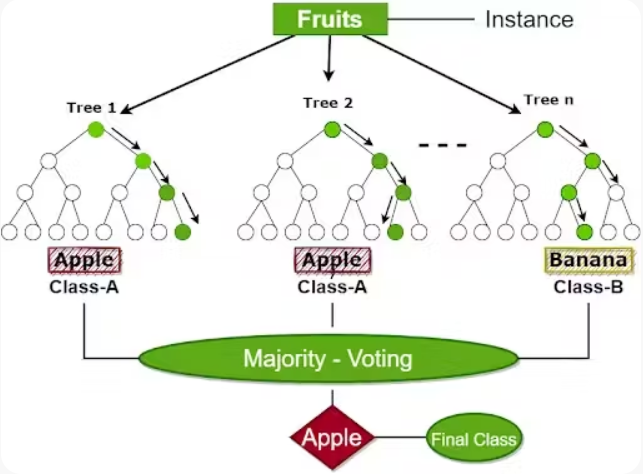 Fruits
Instance
Tree 1
Tree 2
Tree n
Apple
Class-A
Apple
Class-A
Banana
Class-B
Majority - Voting
Apple
Final Class